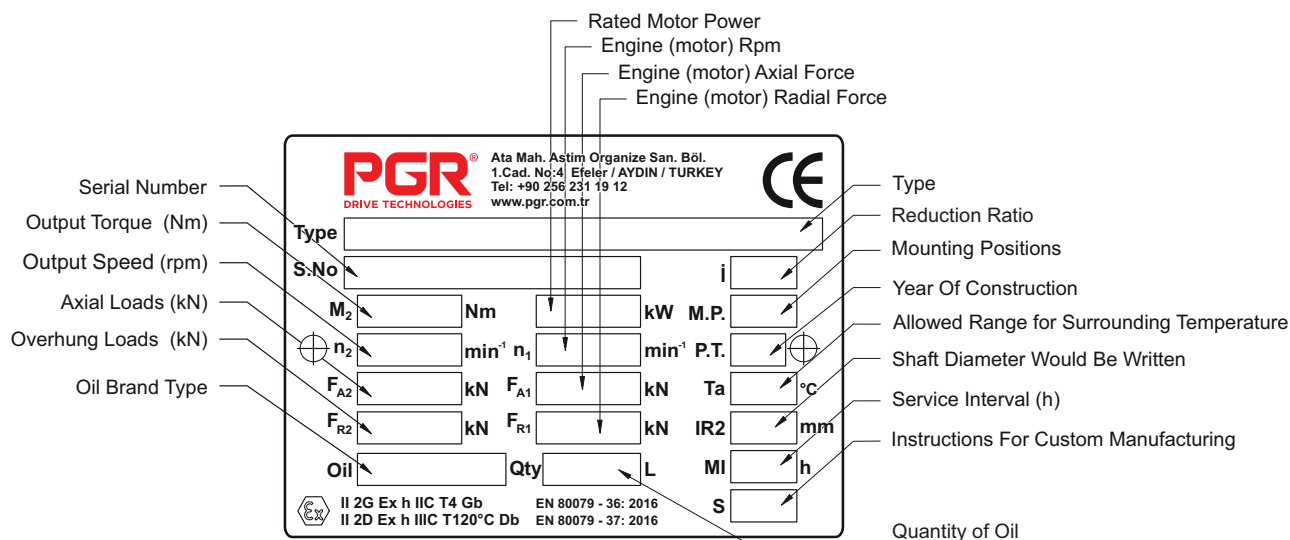 Rated Motor Power
Engine (motor) Rpm
Engine (motor) Axial Force
Engine (motor) Radial Force
PGR®
DRIVE TECHNOLOGIES
Ata Mah. Astim Organize San. Böl.
1.Cad. No:4 Efeler / AYDIN / TURKEY
Tel: +90 256 231 19 12
www.pgr.com.tr
CE
Serial Number
Output Torque (Nm)
Output Speed (rpm)
Axial Loads (kN)
Overhung Loads (kN)
Oil Brand Type
Type
S.No i
M₂ Nm kW M.P.
n₂ min⁻¹ n₁ min⁻¹ P.T.
F_A2 kN F_A1 kN Ta °C
F_R2 kN F_R1 kN IR2 mm
Oil Qty L MI h
S
Ex
II 2G Ex h IIC T4 Gb EN 80079 - 36: 2016
II 2D Ex h IIIC T120°C Db EN 80079 - 37: 2016
Type
Reduction Ratio
Mounting Positions
Year Of Construction
Allowed Range for Surrounding Temperature
Shaft Diameter Would Be Written
Service Interval (h)
Instructions For Custom Manufacturing
Quantity of Oil